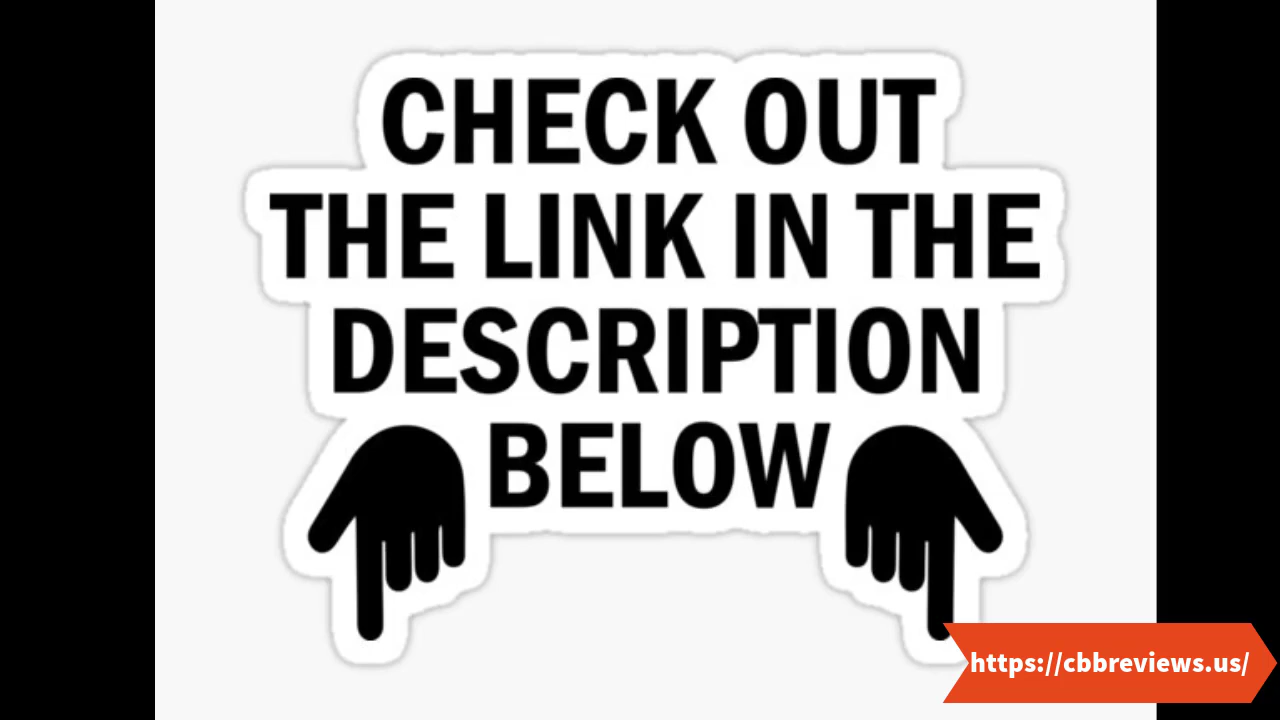 CHECK OUT
THE LINK IN THE
DESCRIPTION
BELOW
https://cbbreviews.us/